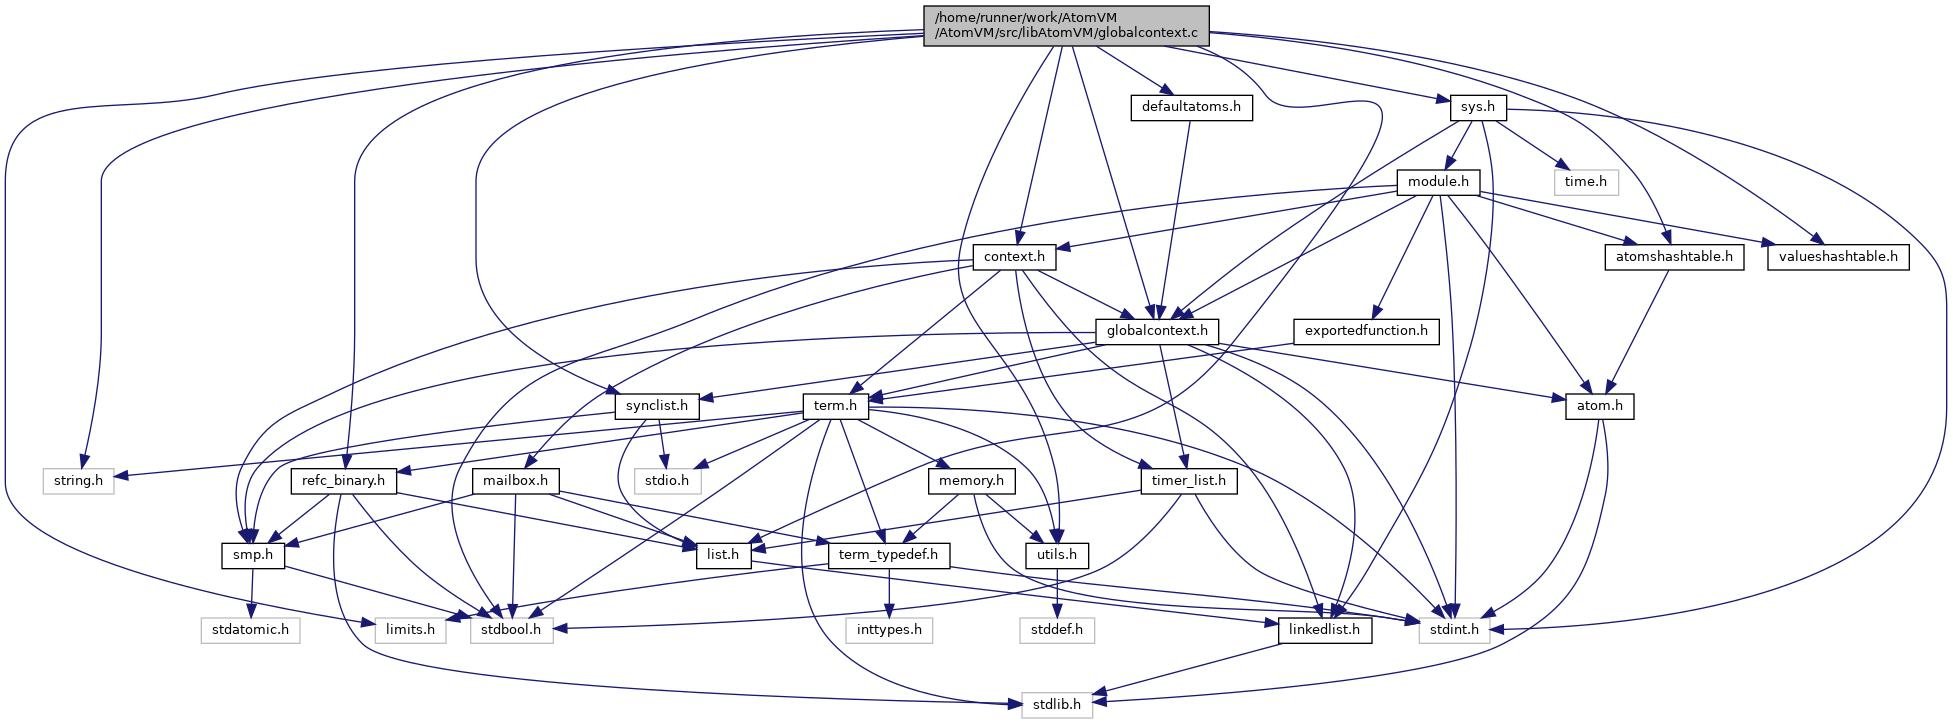 /home/runner/work/AtomVM
/AtomVM/src/libAtomVM/globalcontext.c
defaultatoms.h
sys.h
module.h
time.h
context.h
atomshashtable.h
valueshashtable.h
globalcontext.h
exportedfunction.h
synclist.h
term.h
atom.h
string.h
refc_binary.h
mailbox.h
stdio.h
memory.h
timer_list.h
smp.h
list.h
term_typedef.h
utils.h
stdatomic.h
limits.h
stdbool.h
inttypes.h
stddef.h
linkedlist.h
stdint.h
stdlib.h